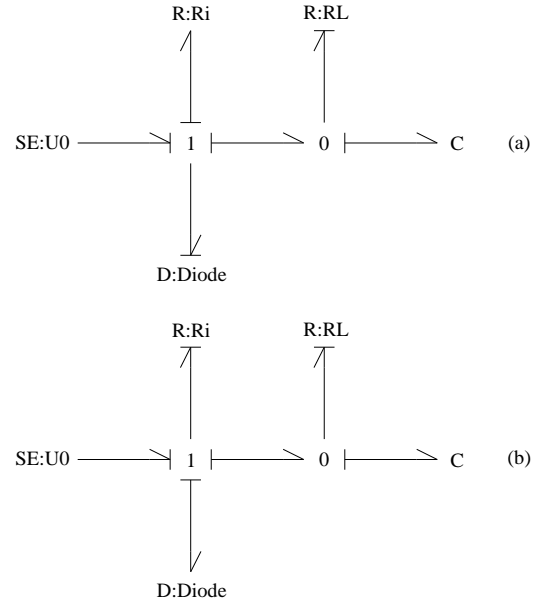 R:Ri R:RL
SE:U0 1 0 C (a)
D:Diode
R:Ri R:RL
SE:U0 1 0 C (b)
D:Diode